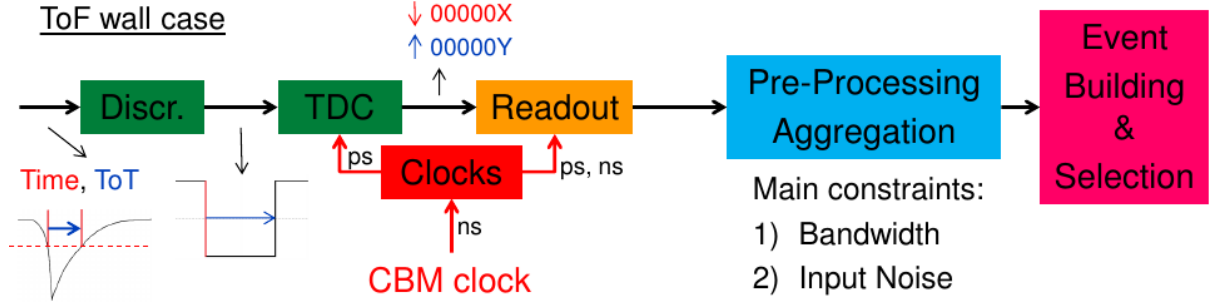 ToF wall case
↓ 00000X
↑ 00000Y
Discr.
TDC
Readout
Pre-Processing
Aggregation
Event
Building
&
Selection
ps
Clocks
ps, ns
Time, ToT
ns
CBM clock
Main constraints:
1) Bandwidth
2) Input Noise